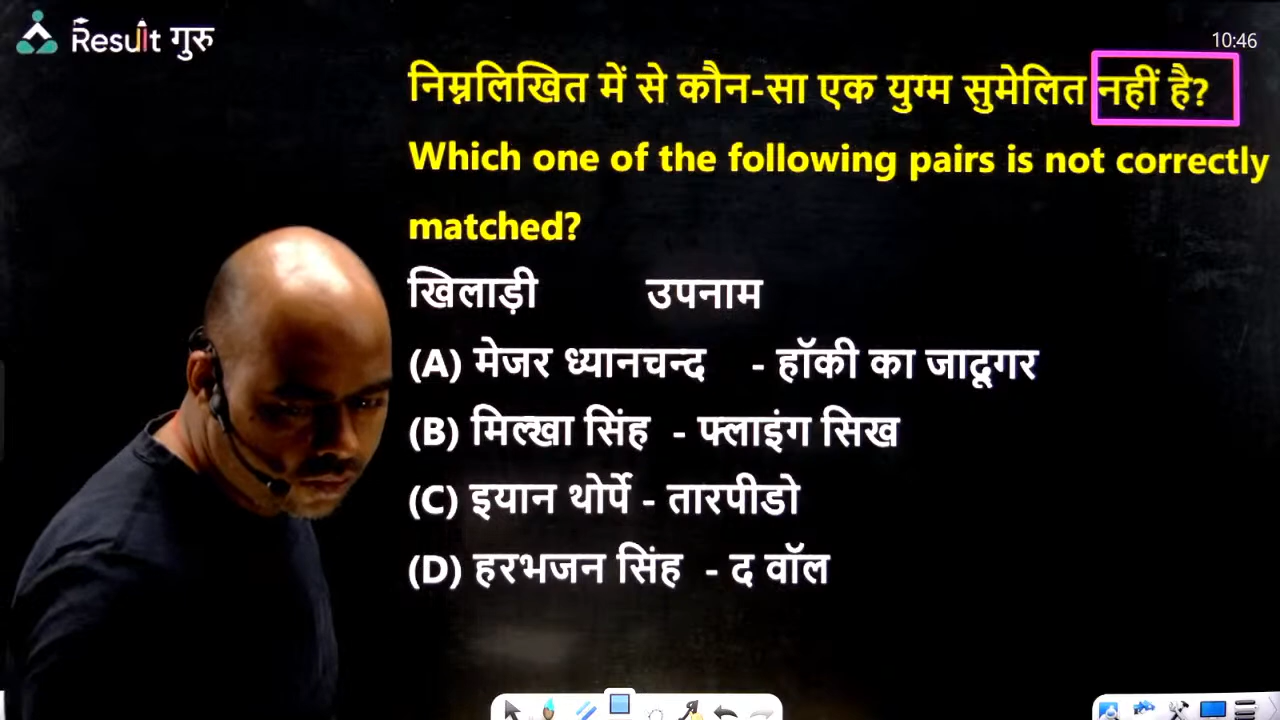 Result गुरु
10:46
निम्नलिखित में से कौन-सा एक युग्म सुमेलित नहीं है?
Which one of the following pairs is not correctly
matched?
खिलाड़ी उपनाम
(A) मेजर ध्यानचन्द - हॉकी का जादूगर
(B) मिल्खा सिंह - फ्लाइंग सिख
(C) इयान थोर्पे - तारपीडो
(D) हरभजन सिंह - द वॉल